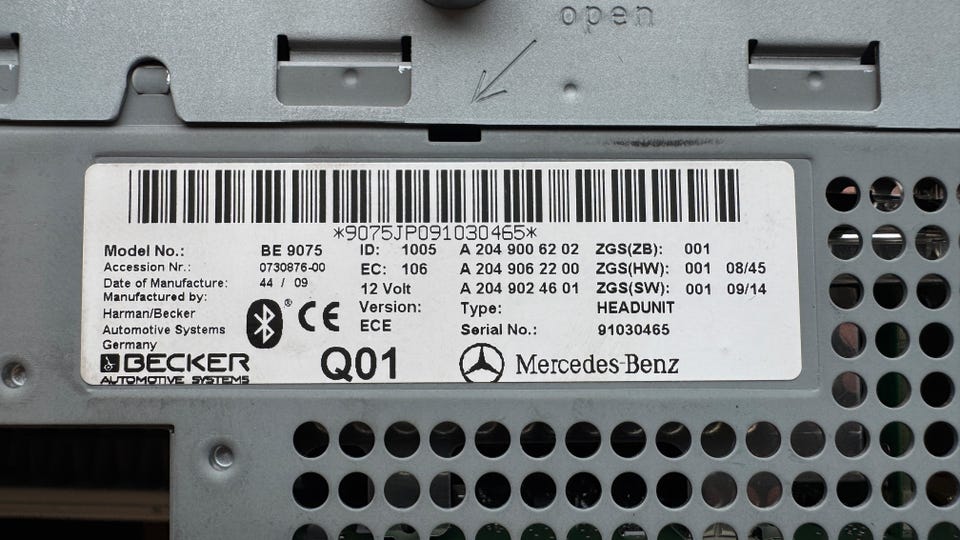 open
*9075JP091030465*
Model No.: BE 9075 ID: 1005 A 204 900 62 02 ZGS(ZB): 001
Accession Nr.: 0730876-00 EC: 106 A 204 906 22 00 ZGS(HW): 001 08/45
Date of Manufacture: 44 / 09 12 Volt A 204 902 46 01 ZGS(SW): 001 09/14
Manufactured by: Version: Type: HEADUNIT
Harman/Becker ® CE ECE Serial No.: 91030465
Automotive Systems
Germany
BECKER Q01 Mercedes-Benz
AUTOMOTIVE SYSTEMS